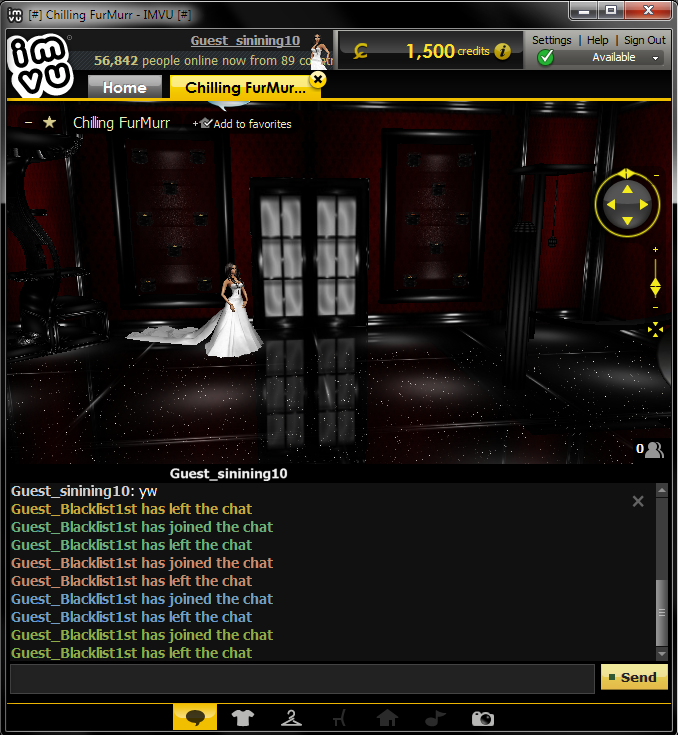 [#] Chilling FurMurr - IMVU [#]
imvu
Guest_sinining10
56,842 people online now from 89 countri
1,500 credits
Settings | Help | Sign Out
Available
Home
Chilling FurMur...
Chilling FurMurr
+ Add to favorites
0
Guest_sinining10
Guest_sinining10: yw
Guest_Blacklist1st has left the chat
Guest_Blacklist1st has joined the chat
Guest_Blacklist1st has left the chat
Guest_Blacklist1st has joined the chat
Guest_Blacklist1st has left the chat
Guest_Blacklist1st has joined the chat
Guest_Blacklist1st has left the chat
Guest_Blacklist1st has joined the chat
Guest_Blacklist1st has left the chat
Send